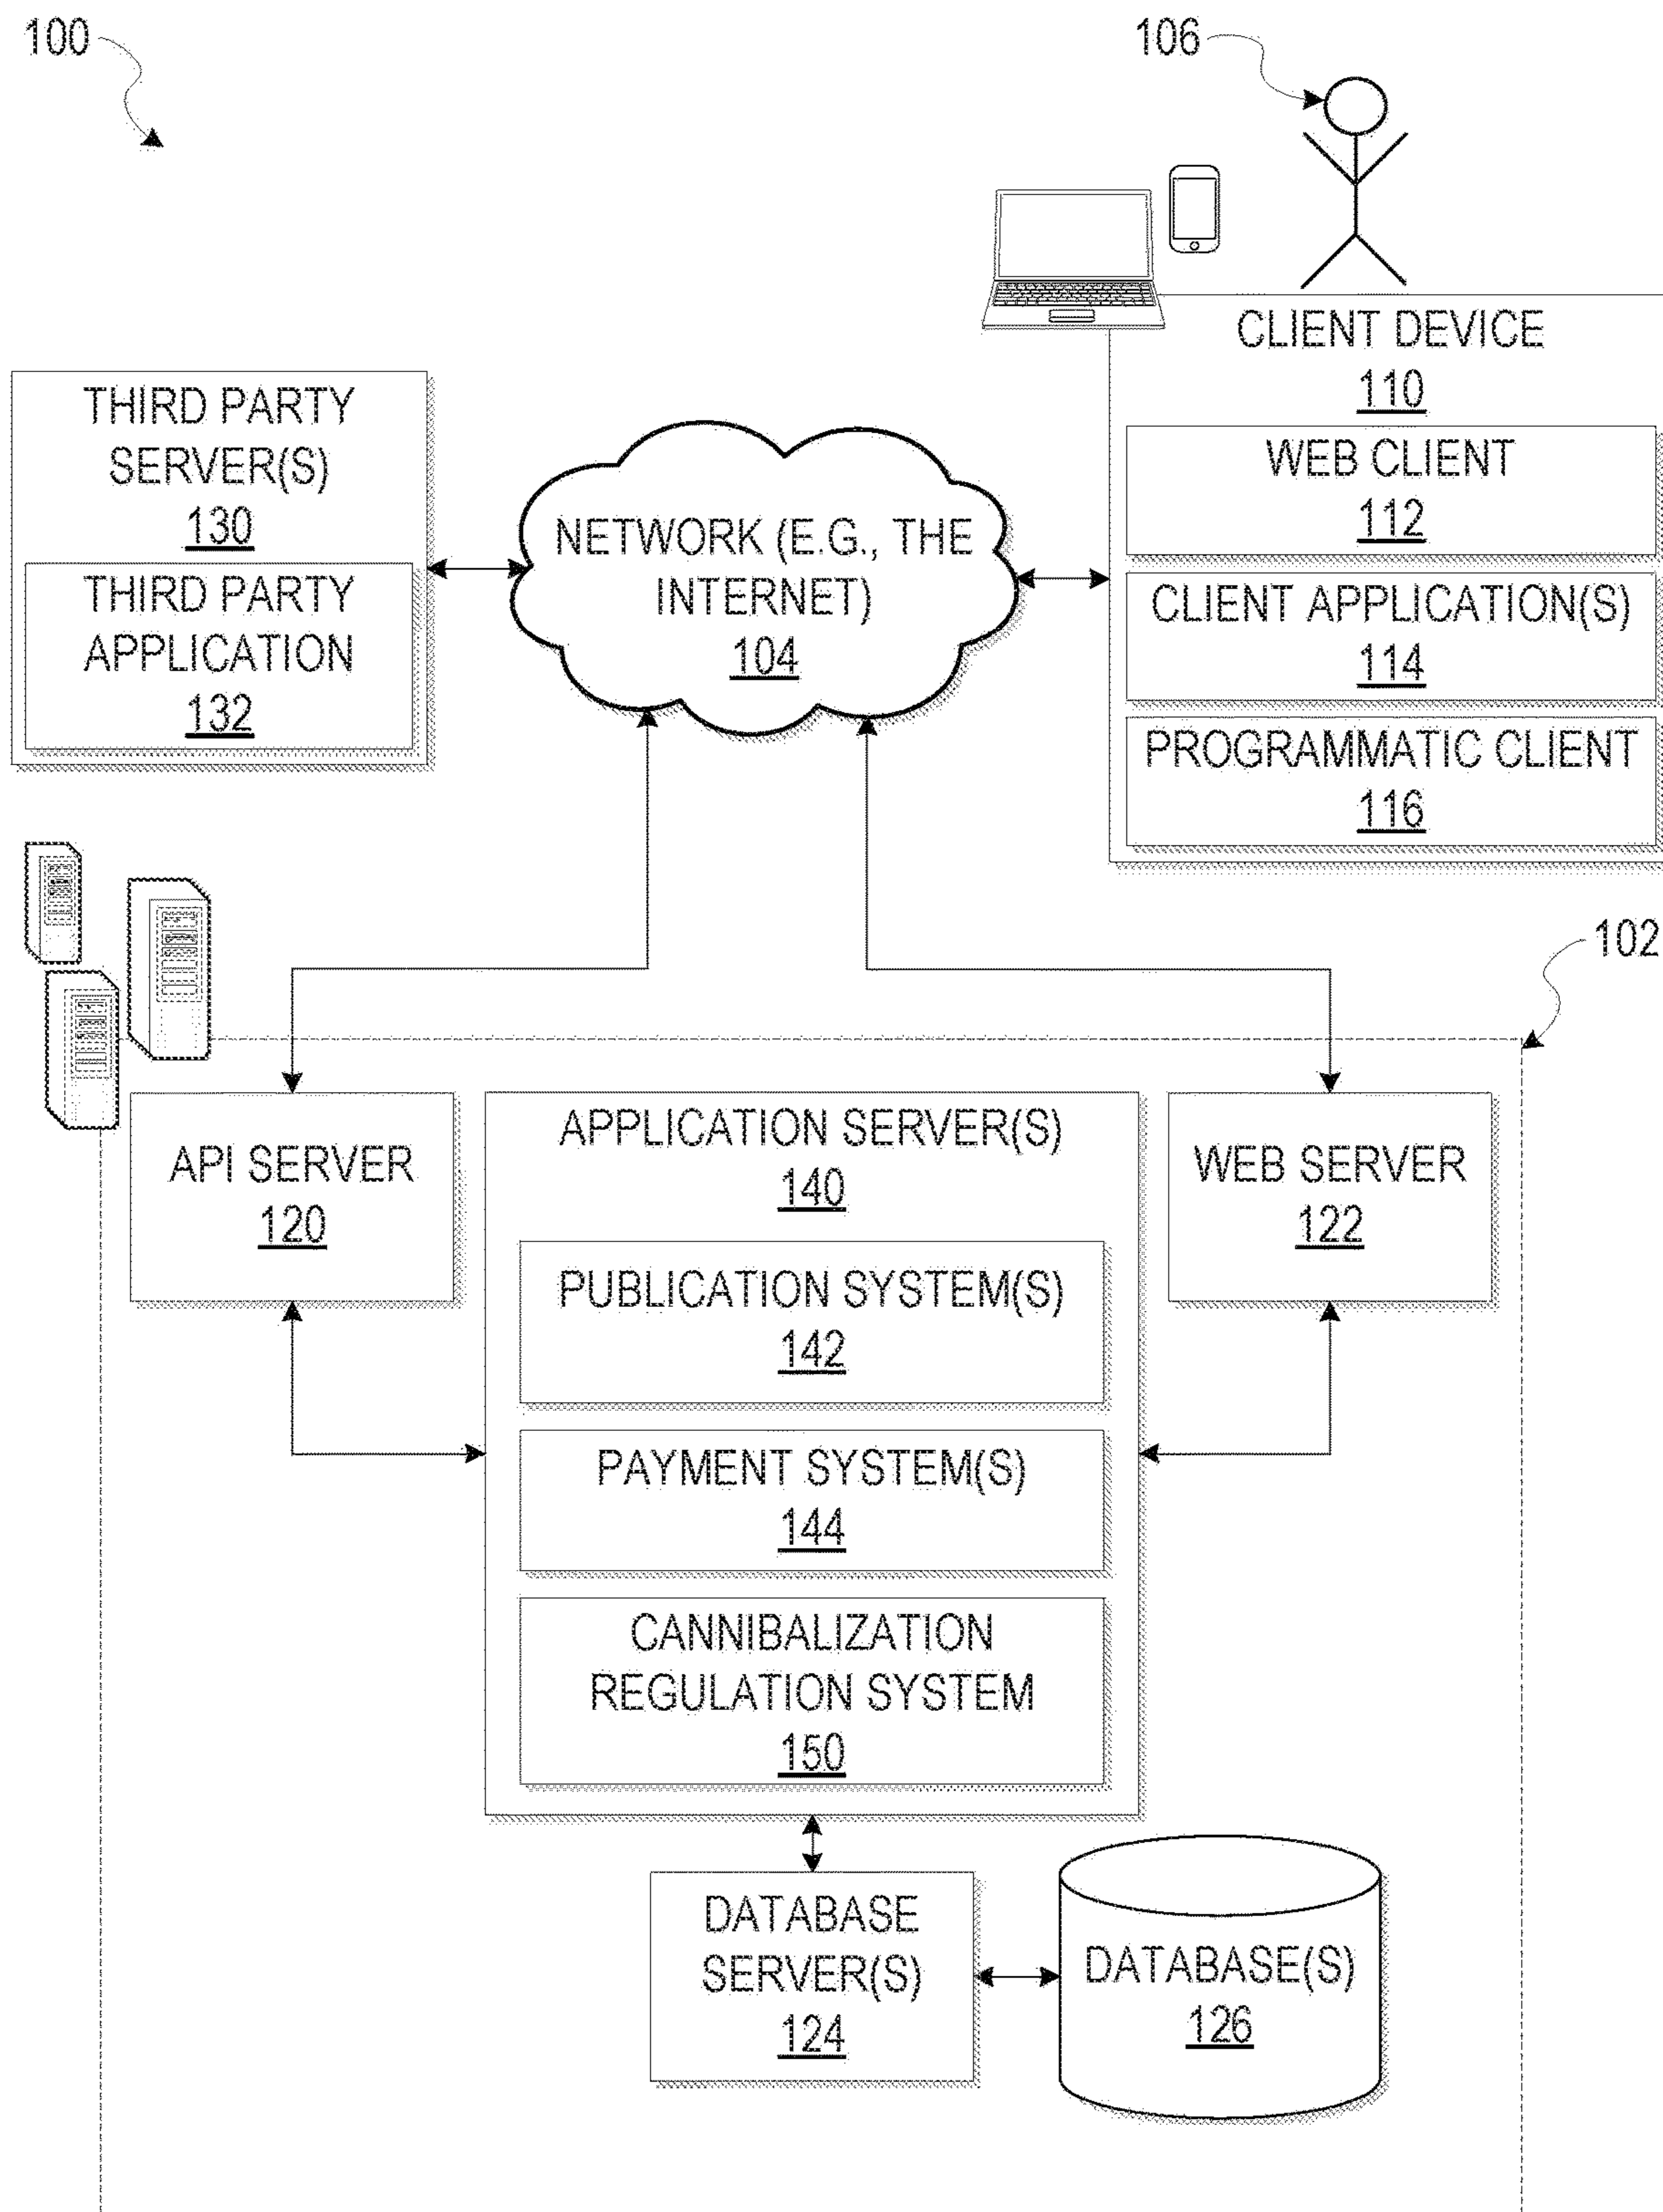 100
106
CLIENT DEVICE
110
WEB CLIENT
112
CLIENT APPLICATION(S)
114
PROGRAMMATIC CLIENT
116
THIRD PARTY
SERVER(S)
130
THIRD PARTY
APPLICATION
132
NETWORK (E.G., THE
INTERNET)
104
102
API SERVER
120
APPLICATION SERVER(S)
140
PUBLICATION SYSTEM(S)
142
PAYMENT SYSTEM(S)
144
CANNIBALIZATION
REGULATION SYSTEM
150
WEB SERVER
122
DATABASE
SERVER(S)
124
DATABASE(S)
126